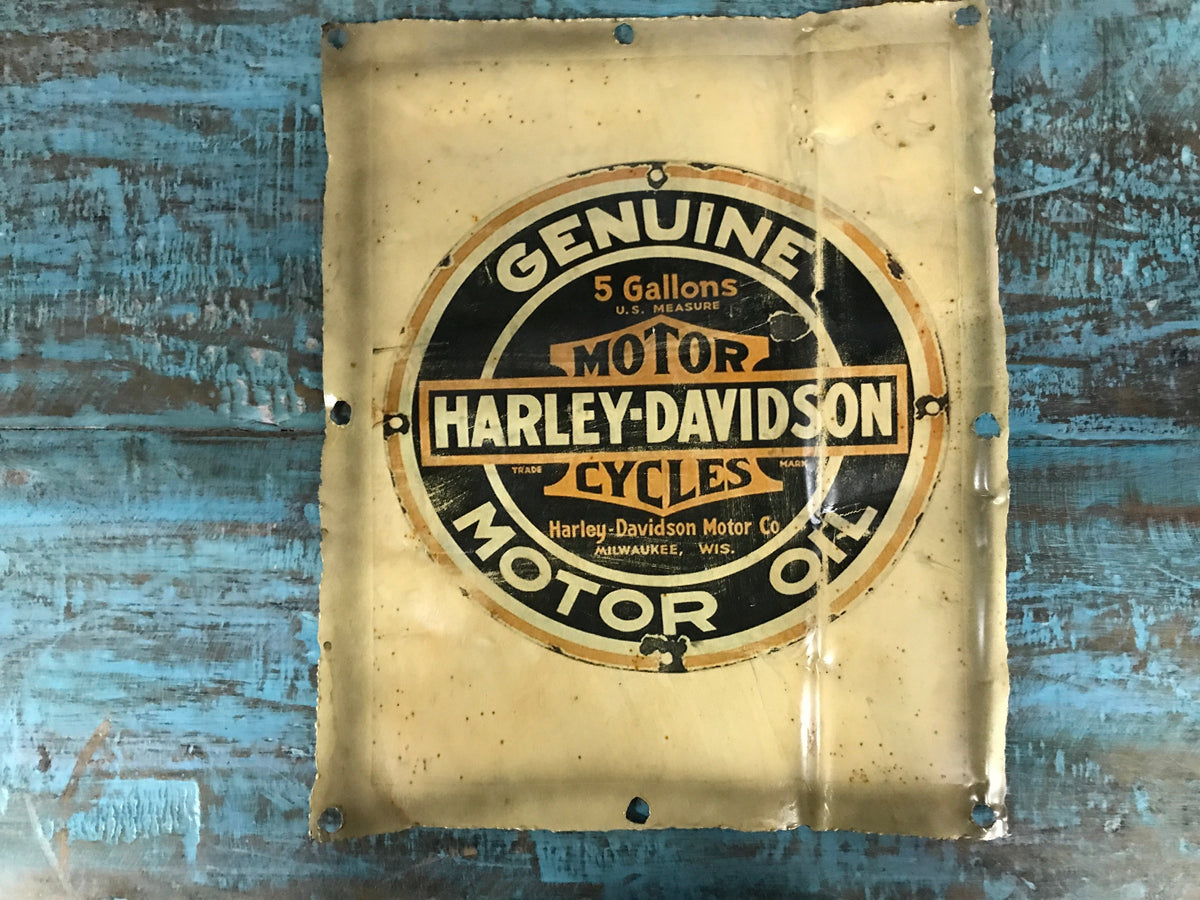 GENUINE
5 Gallons
U.S. MEASURE
MOTOR
HARLEY-DAVIDSON
TRADE MARK
CYCLES
Harley-Davidson Motor Co
MILWAUKEE, WIS.
MOTOR OIL